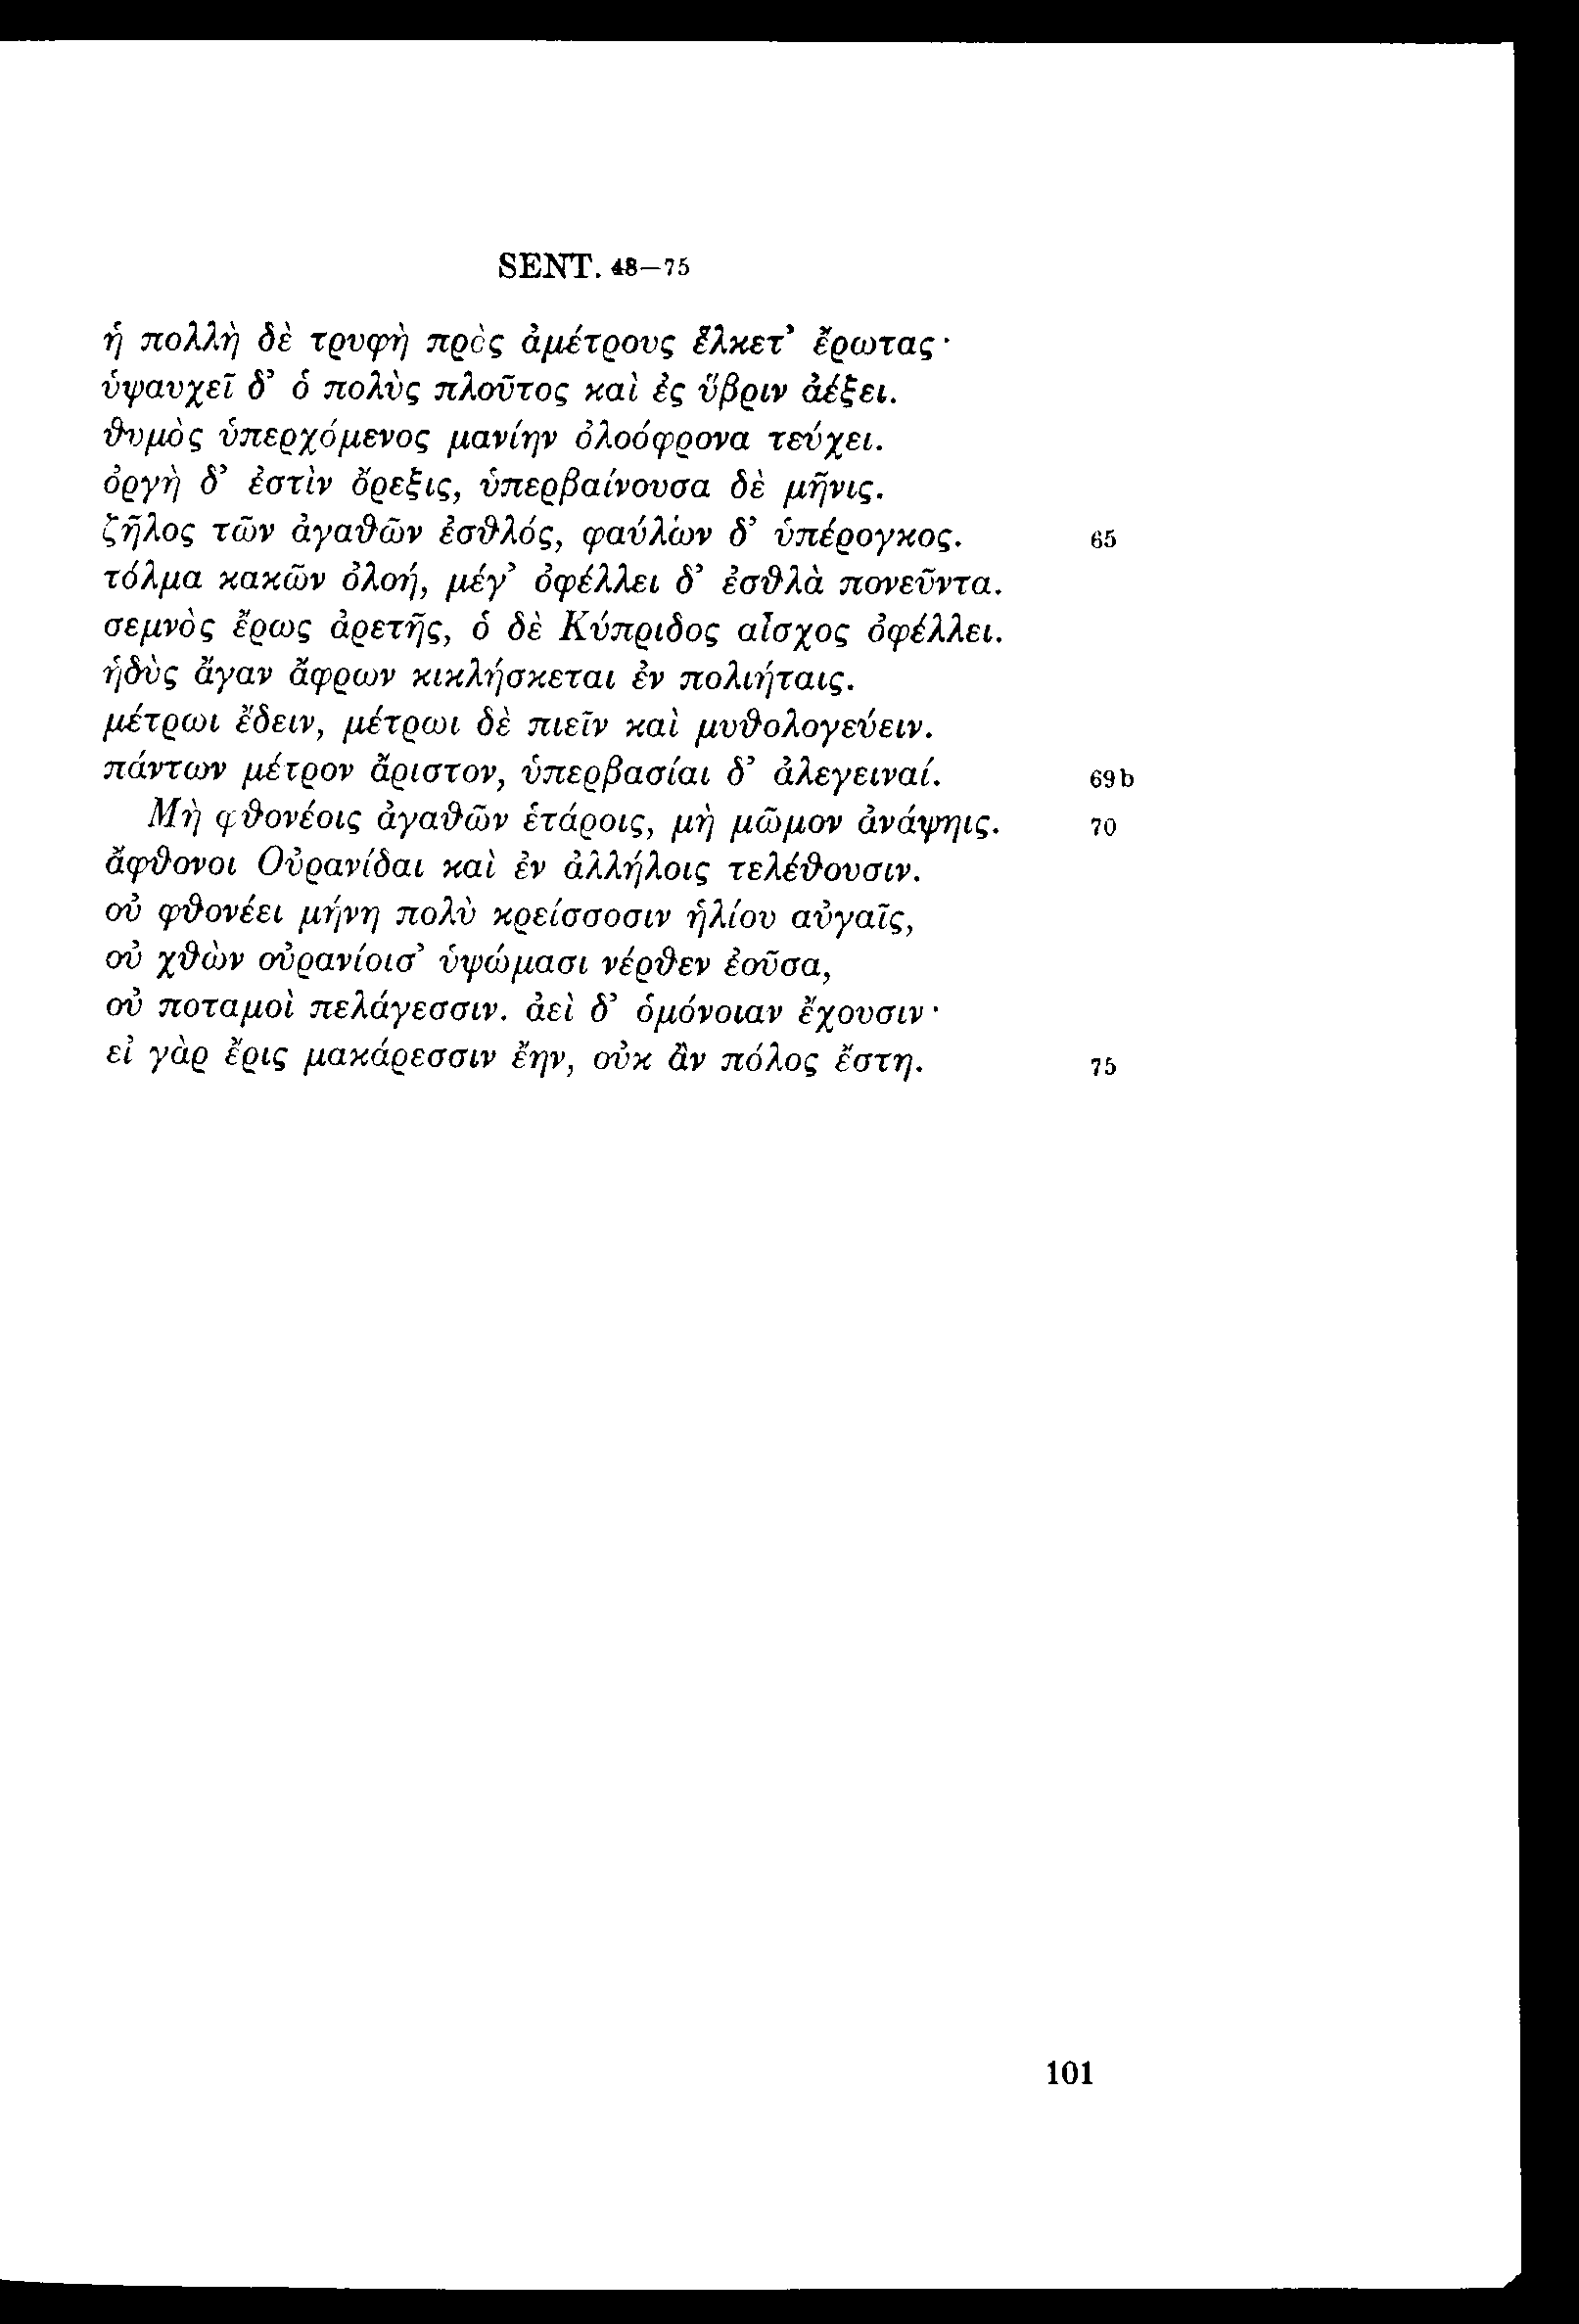 SENT. 48–75
ἡ πολλὴ δὲ τρυφὴ πρὸς ἀμέτρους ἕλκετ’ ἔρωτας·
ὑψαυχεῖ δ’ ὁ πολὺς πλοῦτος καὶ ἐς ὕβριν ἀέξει.
θυμὸς ὑπερχόμενος μανίην ὀλοόφρονα τεύχει.
ὀργὴ δ’ ἐστὶν ὄρεξις, ὑπερβαίνουσα δὲ μῆνις.
ζῆλος τῶν ἀγαθῶν ἐσθλός, φαύλων δ’ ὑπέρογκος. 65
τόλμα κακῶν ὀλοή, μέγ’ ὀφέλλει δ’ ἐσθλὰ πονεῦντα.
σεμνὸς ἔρως ἀρετῆς, ὁ δὲ Κύπριδος αἶσχος ὀφέλλει.
ἡδὺς ἄγαν ἄφρων κικλήσκεται ἐν πολιήταις.
μέτρωι ἔδειν, μέτρωι δὲ πιεῖν καὶ μυθολογεύειν.
πάντων μέτρον ἄριστον, ὑπερβασίαι δ’ ἀλεγειναί. 69b
Μὴ φθονέοις ἀγαθῶν ἑτάροις, μὴ μῶμον ἀνάψηις. 70
ἄφθονοι Οὐρανίδαι καὶ ἐν ἀλλήλοις τελέθουσιν.
οὐ φθονέει μήνη πολὺ κρείσσοσιν ἡλίου αὐγαῖς,
οὐ χθὼν οὐρανίοισ’ ὑψώμασι νέρθεν ἐοῦσα,
οὐ ποταμοὶ πελάγεσσιν. ἀεὶ δ’ ὁμόνοιαν ἔχουσιν·
εἰ γὰρ ἔρις μακάρεσσιν ἔην, οὐκ ἂν πόλος ἔστη. 75
101